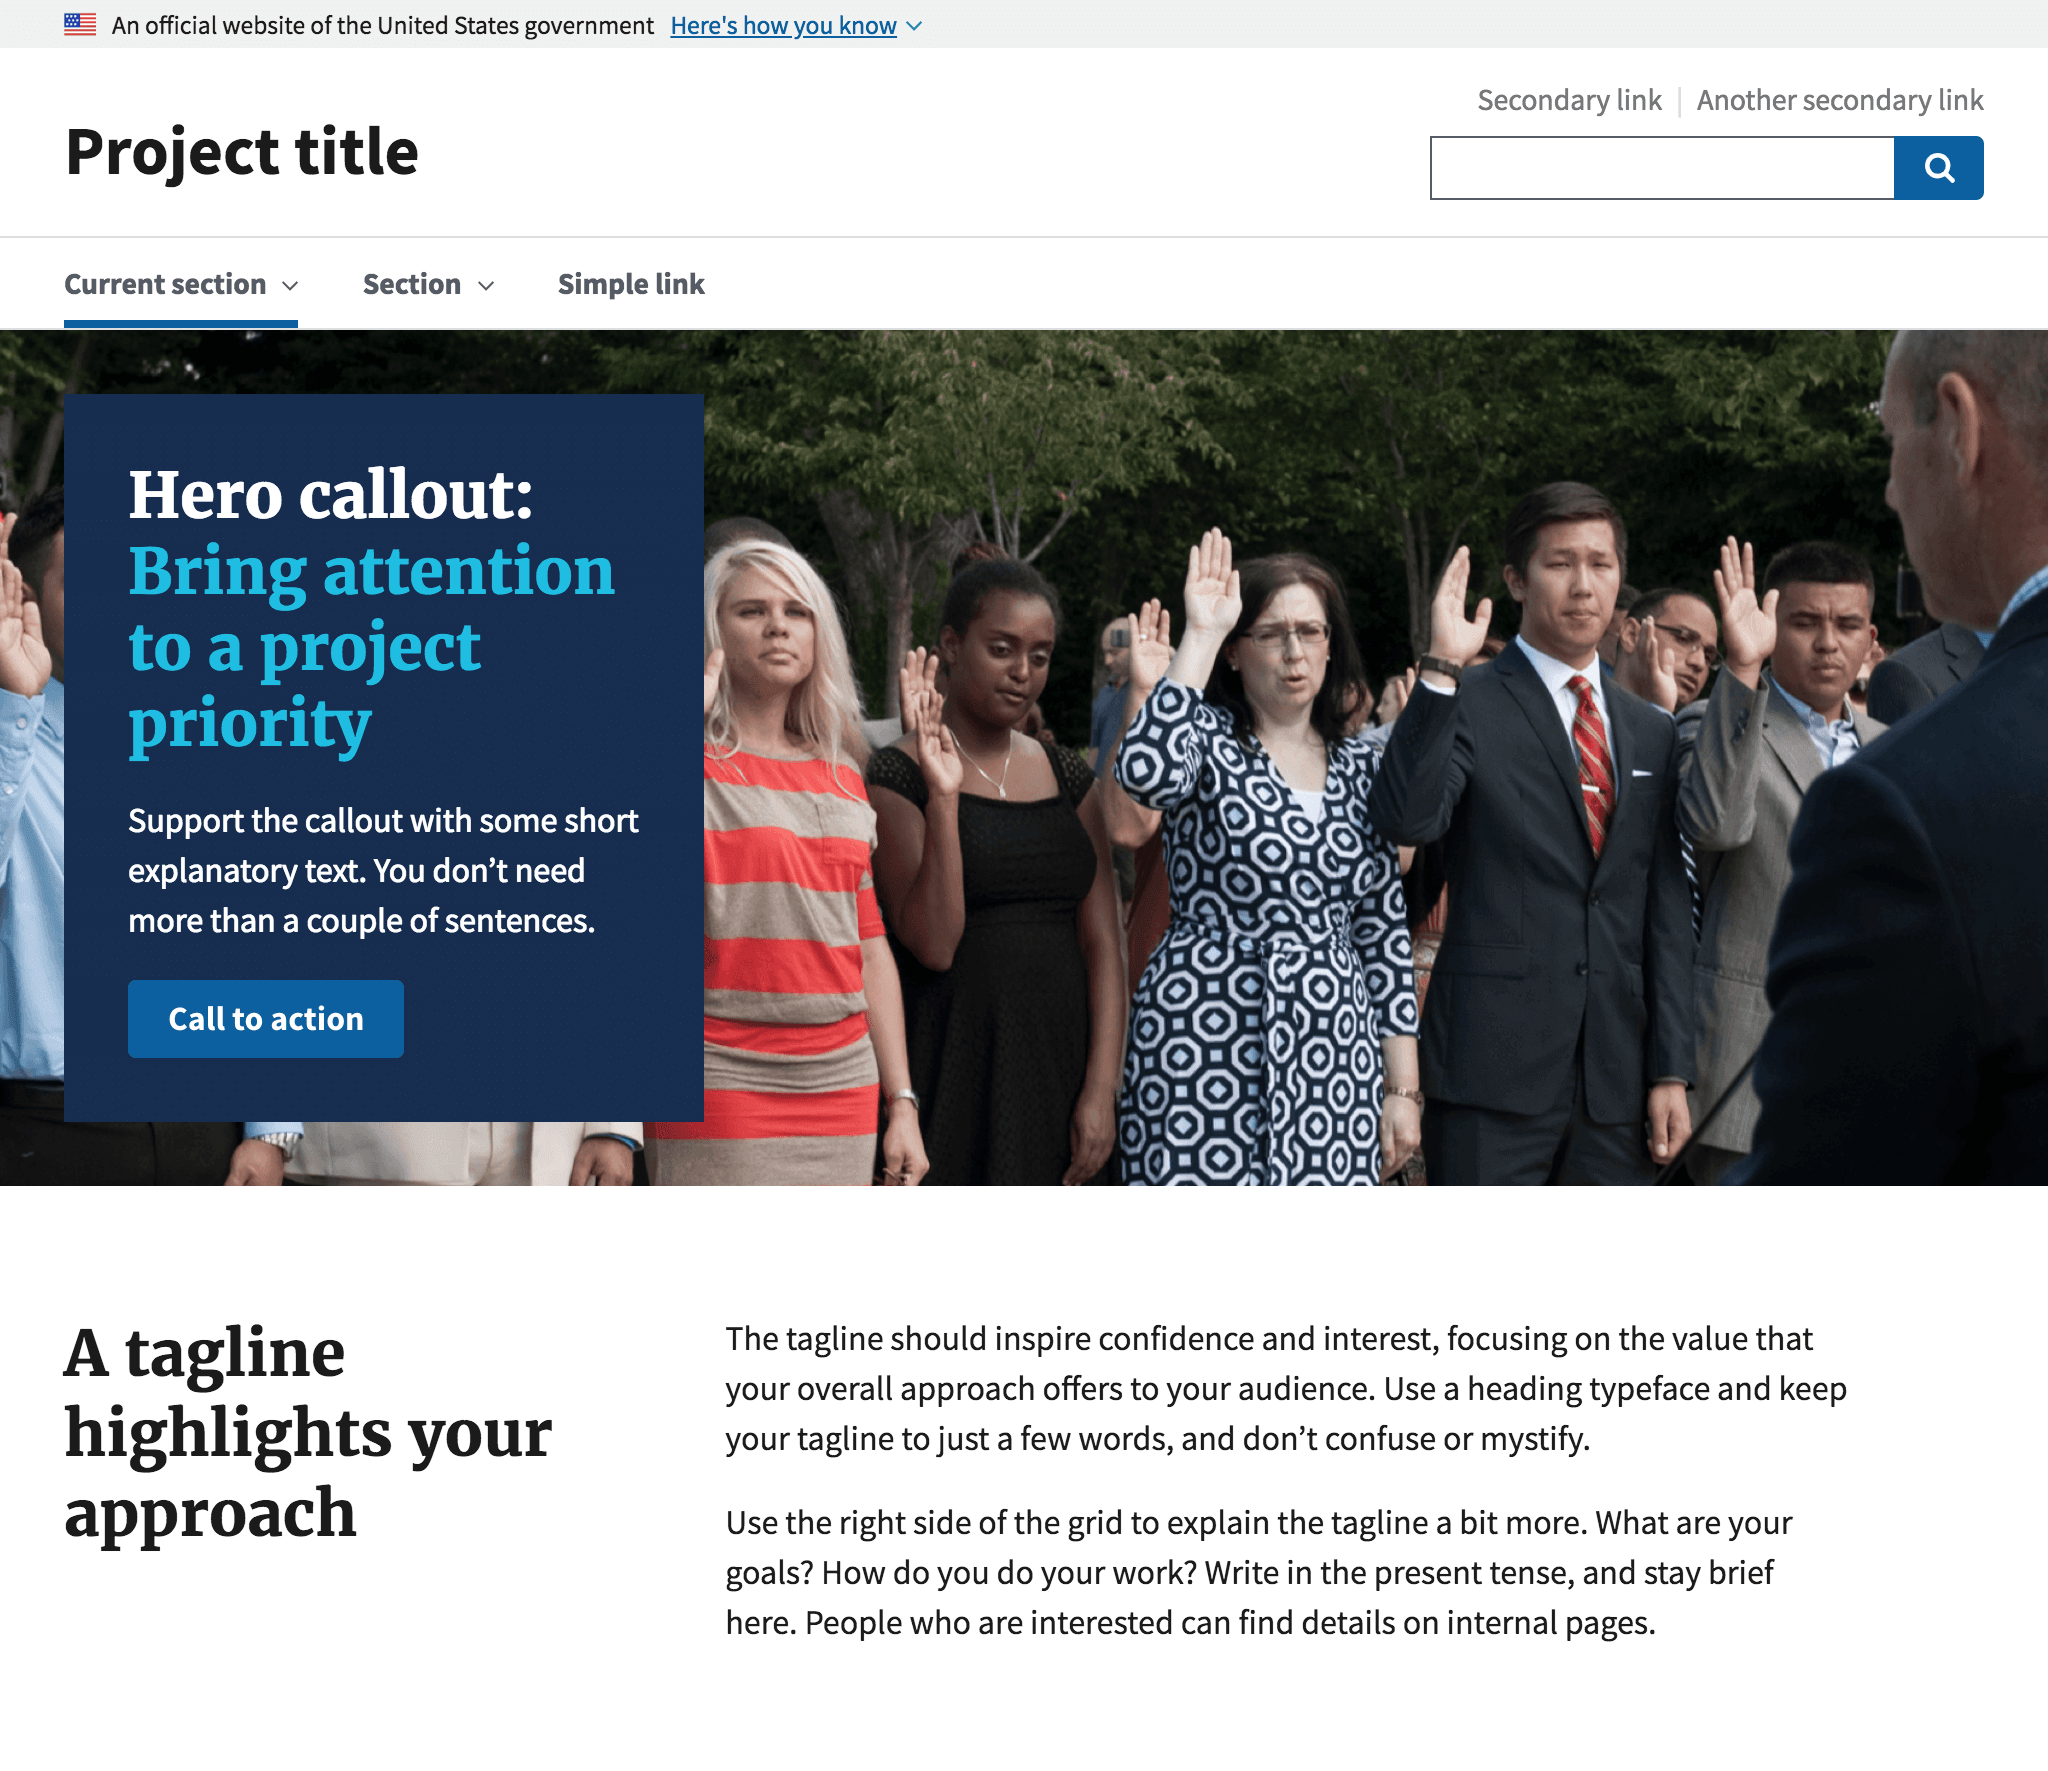 An official website of the United States government Here's how you know
Secondary link Another secondary link
Project title
Current section Section Simple link
Hero callout:
Bring attention
to a project
priority
Support the callout with some short
explanatory text. You don’t need
more than a couple of sentences.
Call to action
A tagline
highlights your
approach
The tagline should inspire confidence and interest, focusing on the value that
your overall approach offers to your audience. Use a heading typeface and keep
your tagline to just a few words, and don’t confuse or mystify.
Use the right side of the grid to explain the tagline a bit more. What are your
goals? How do you do your work? Write in the present tense, and stay brief
here. People who are interested can find details on internal pages.